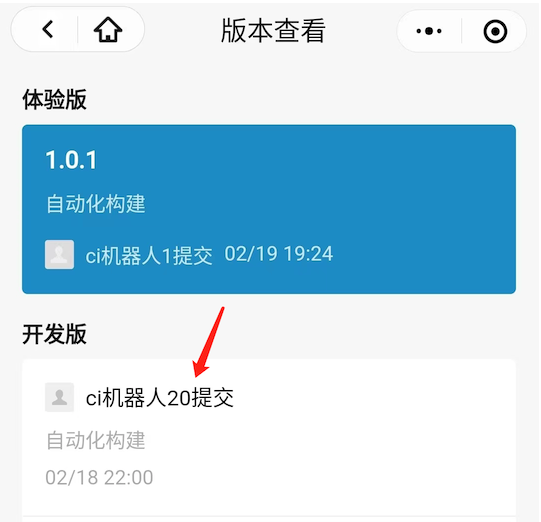 版本查看
体验版
1.0.1
自动化构建
ci机器人1提交 02/19 19:24
开发版
ci机器人20提交
自动化构建
02/18 22:00